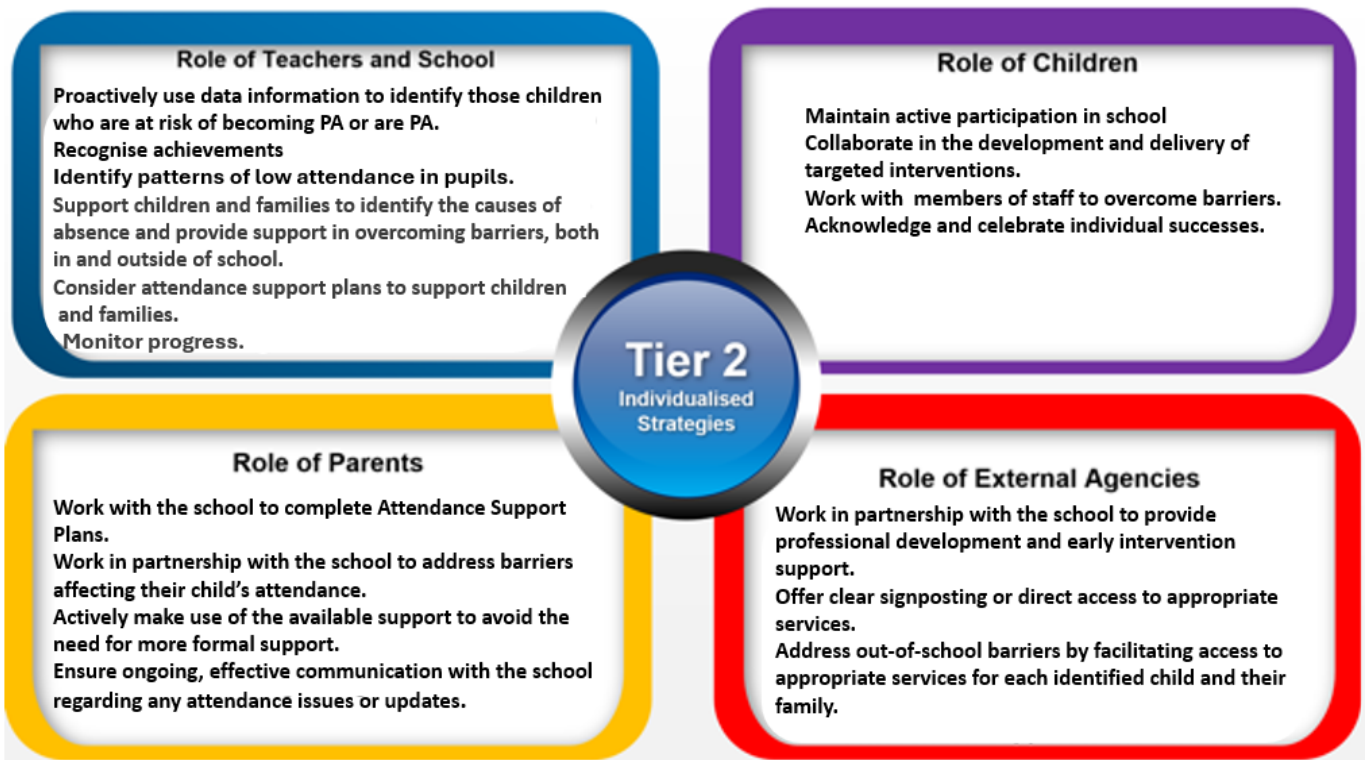 Role of Teachers and School
Proactively use data information to identify those children
who are at risk of becoming PA or are PA.
Recognise achievements
Identify patterns of low attendance in pupils.
Support children and families to identify the causes of
absence and provide support in overcoming barriers, both
in and outside of school.
Consider attendance support plans to support children
and families.
Monitor progress.
Role of Children
Maintain active participation in school
Collaborate in the development and delivery of
targeted interventions.
Work with  members of staff to overcome barriers.
Acknowledge and celebrate individual successes.
Tier 2
Individualised
Strategies
Role of Parents
Work with the school to complete Attendance Support
Plans.
Work in partnership with the school to address barriers
affecting their child’s attendance.
Actively make use of the available support to avoid the
need for more formal support.
Ensure ongoing, effective communication with the school
regarding any attendance issues or updates.
Role of External Agencies
Work in partnership with the school to provide
professional development and early intervention
support.
Offer clear signposting or direct access to appropriate
services.
Address out-of-school barriers by facilitating access to
appropriate services for each identified child and their
family.